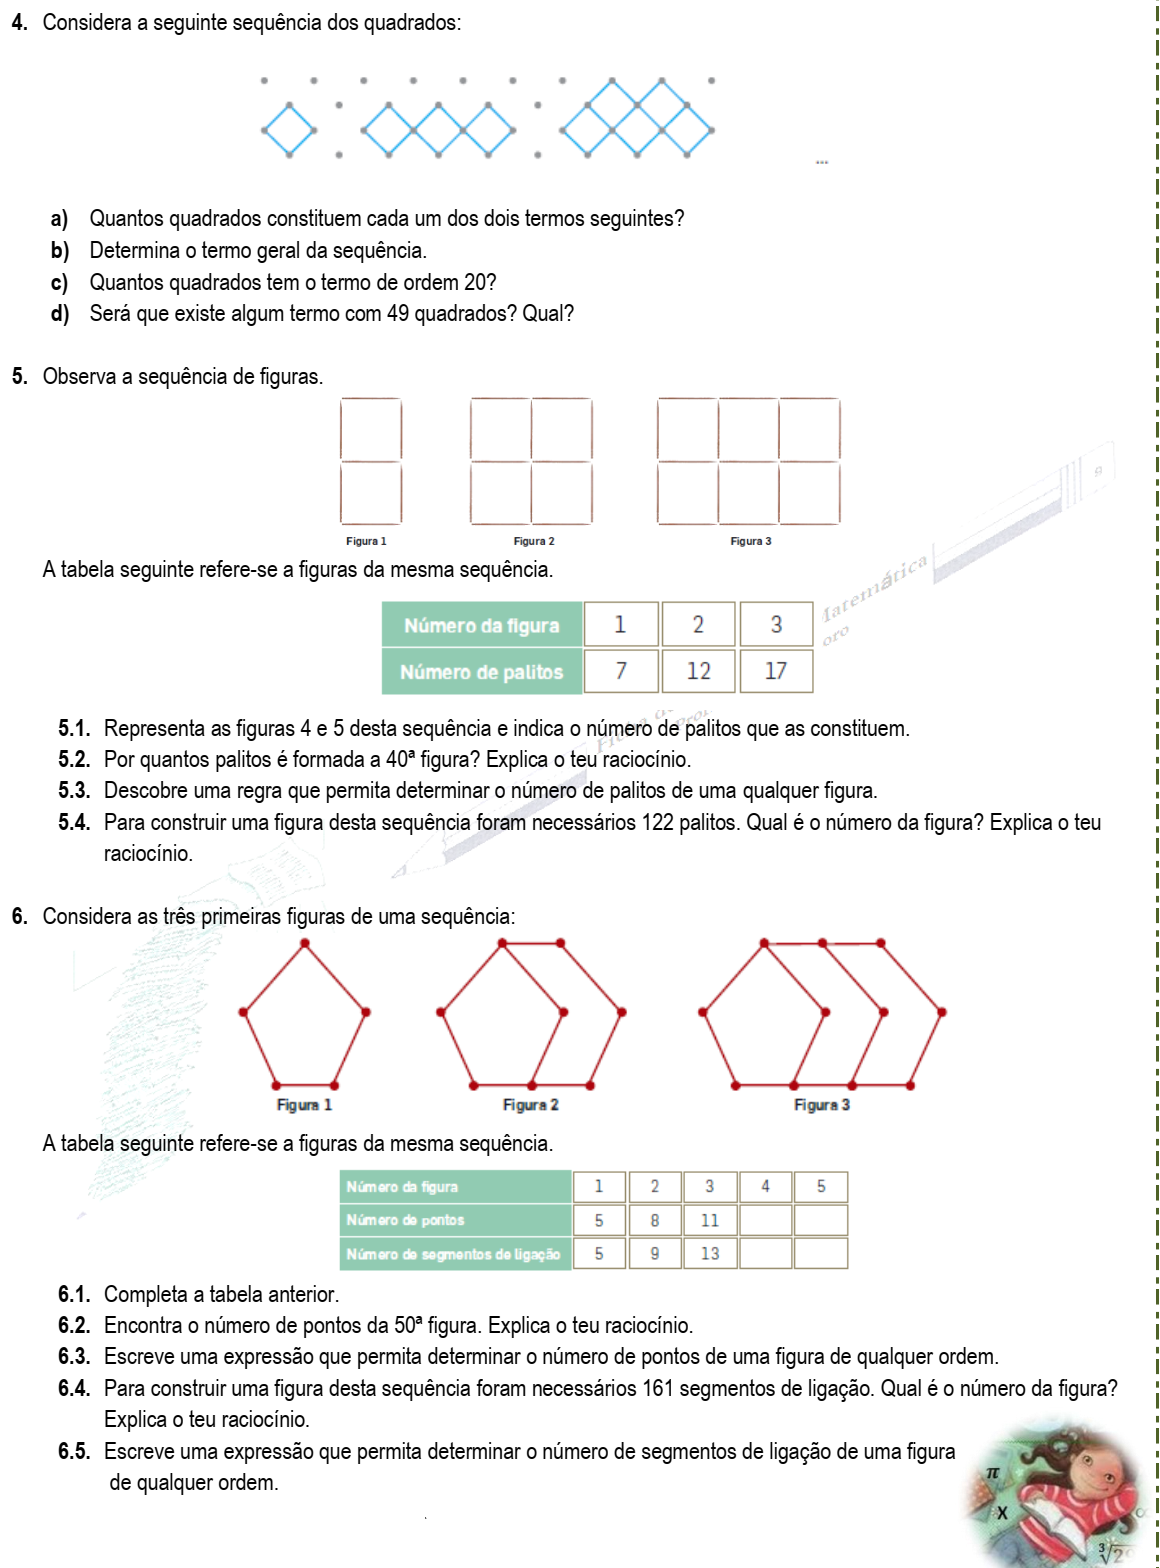 4. Considera a seguinte sequência dos quadrados:
...
a) Quantos quadrados constituem cada um dos dois termos seguintes?
b) Determina o termo geral da sequência.
c) Quantos quadrados tem o termo de ordem 20?
d) Será que existe algum termo com 49 quadrados? Qual?
5. Observa a sequência de figuras.
Figura 1 Figura 2 Figura 3
A tabela seguinte refere-se a figuras da mesma sequência.
Número da figura 1 2 3
Número de palitos 7 12 17
5.1. Representa as figuras 4 e 5 desta sequência e indica o número de palitos que as constituem.
5.2. Por quantos palitos é formada a 40ª figura? Explica o teu raciocínio.
5.3. Descobre uma regra que permita determinar o número de palitos de uma qualquer figura.
5.4. Para construir uma figura desta sequência foram necessários 122 palitos. Qual é o número da figura? Explica o teu
raciocínio.
6. Considera as três primeiras figuras de uma sequência:
Figura 1 Figura 2 Figura 3
A tabela seguinte refere-se a figuras da mesma sequência.
Número da figura 1 2 3 4 5
Número de pontos 5 8 11
Número de segmentos de ligação 5 9 13
6.1. Completa a tabela anterior.
6.2. Encontra o número de pontos da 50ª figura. Explica o teu raciocínio.
6.3. Escreve uma expressão que permita determinar o número de pontos de uma figura de qualquer ordem.
6.4. Para construir uma figura desta sequência foram necessários 161 segmentos de ligação. Qual é o número da figura?
Explica o teu raciocínio.
6.5. Escreve uma expressão que permita determinar o número de segmentos de ligação de uma figura
de qualquer ordem.
π
X